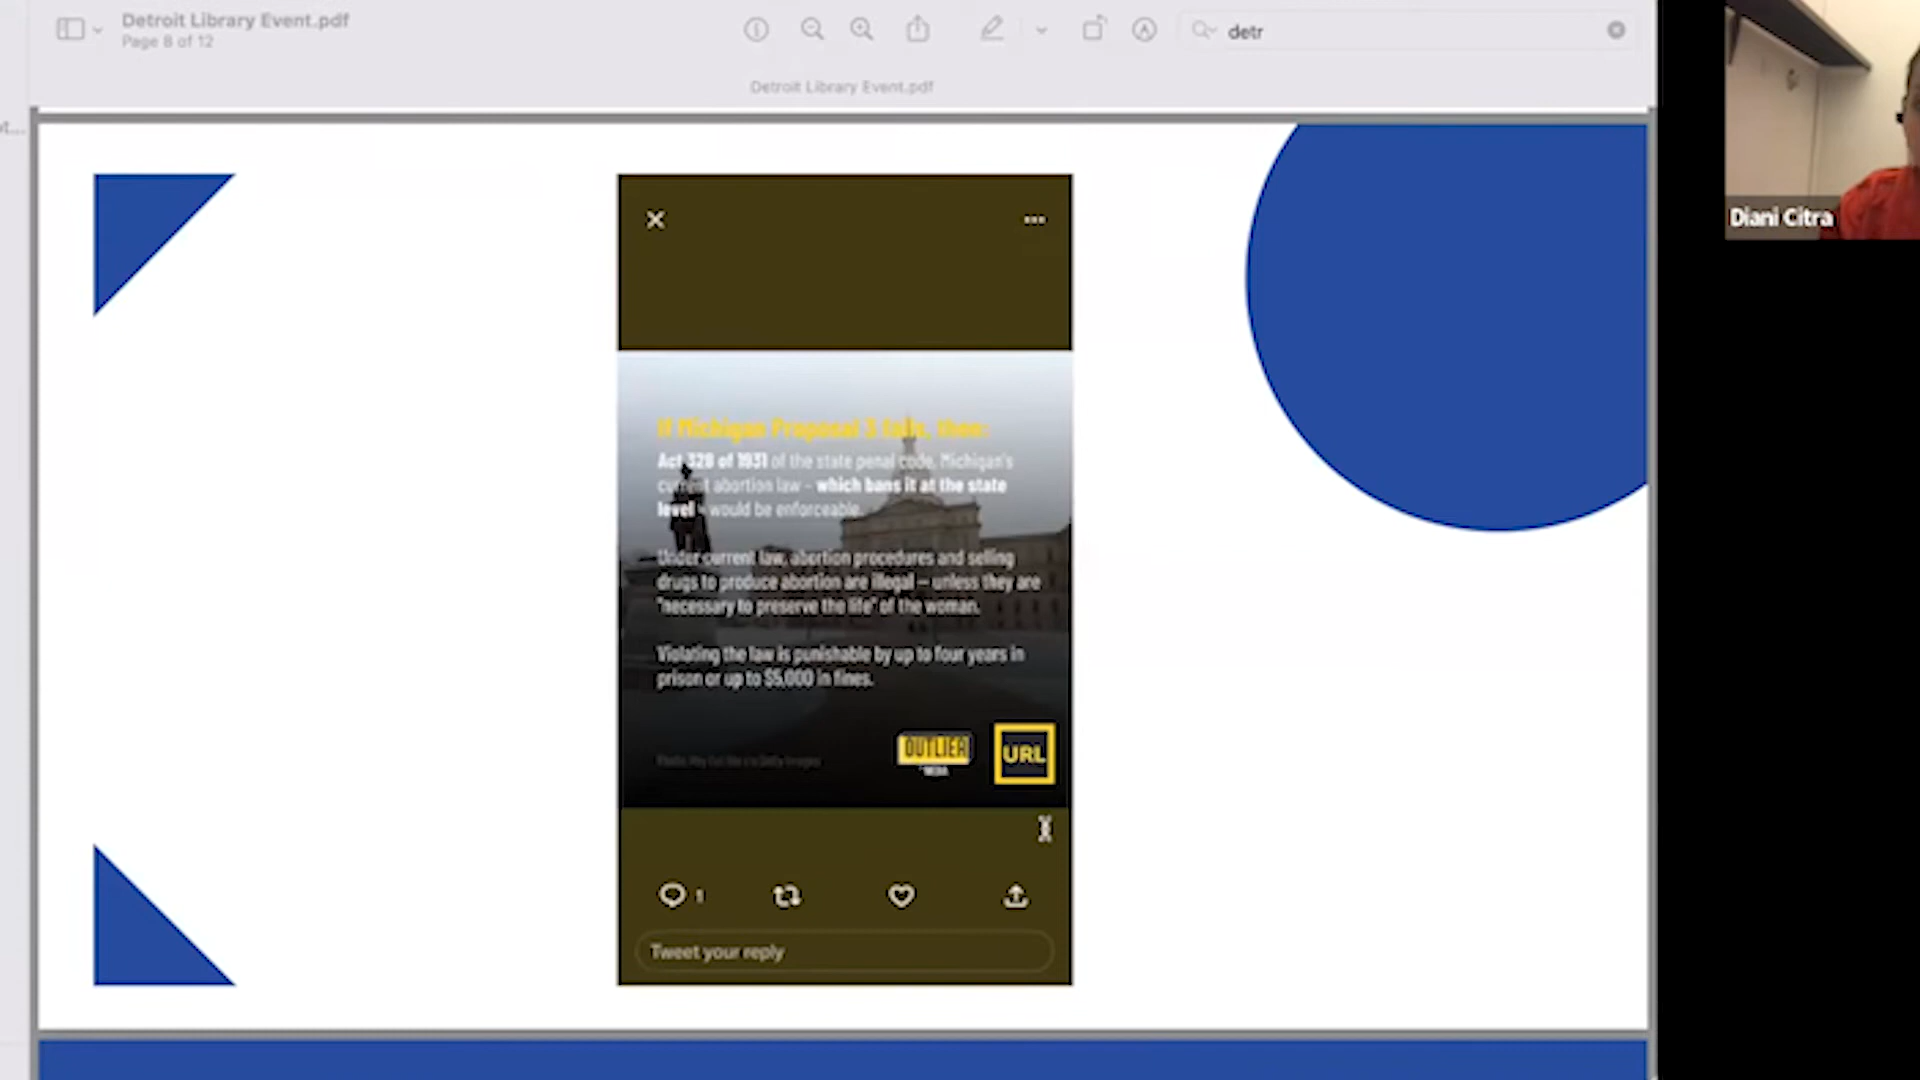 Detroit Library Event.pdf
Page 8 of 12
detr
Detroit Library Event.pdf
Diani Citra
If Michigan Proposal 3 fails, then:
Act 328 of 1931 of the state penal code, Michigan's
current abortion law - which bans it at the state
level - would be enforceable.
Under current law, abortion procedures and selling
drugs to produce abortion are illegal – unless they are
"necessary to preserve the life" of the woman.
Violating the law is punishable by up to four years in
prison or up to $5,000 in fines.
OUTLIER
MEDIA
URL
1
Tweet your reply